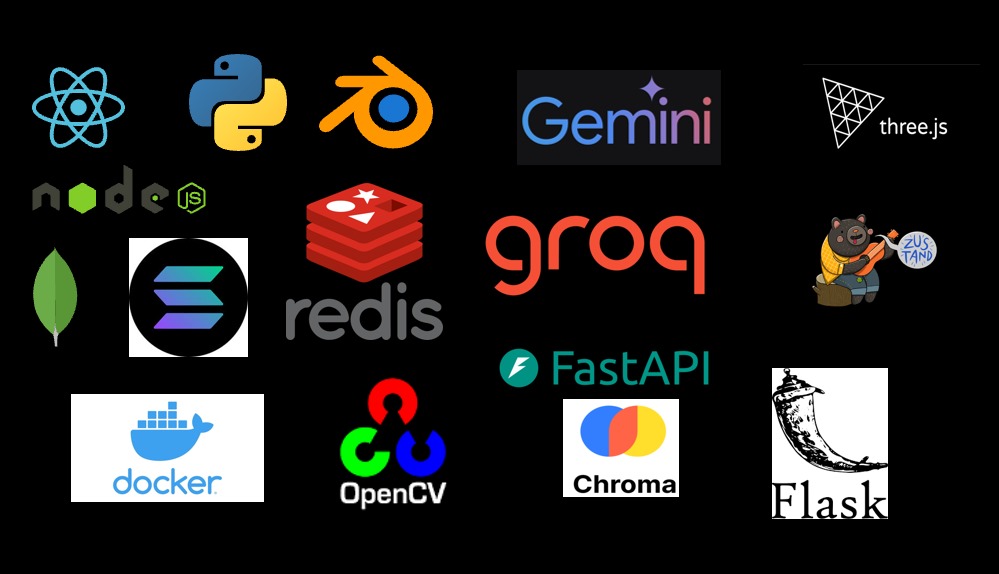 Gemini
three.js
node
JS
redis
groq
ZUS
TAND
FastAPI
docker
OpenCV
Chroma
Flask